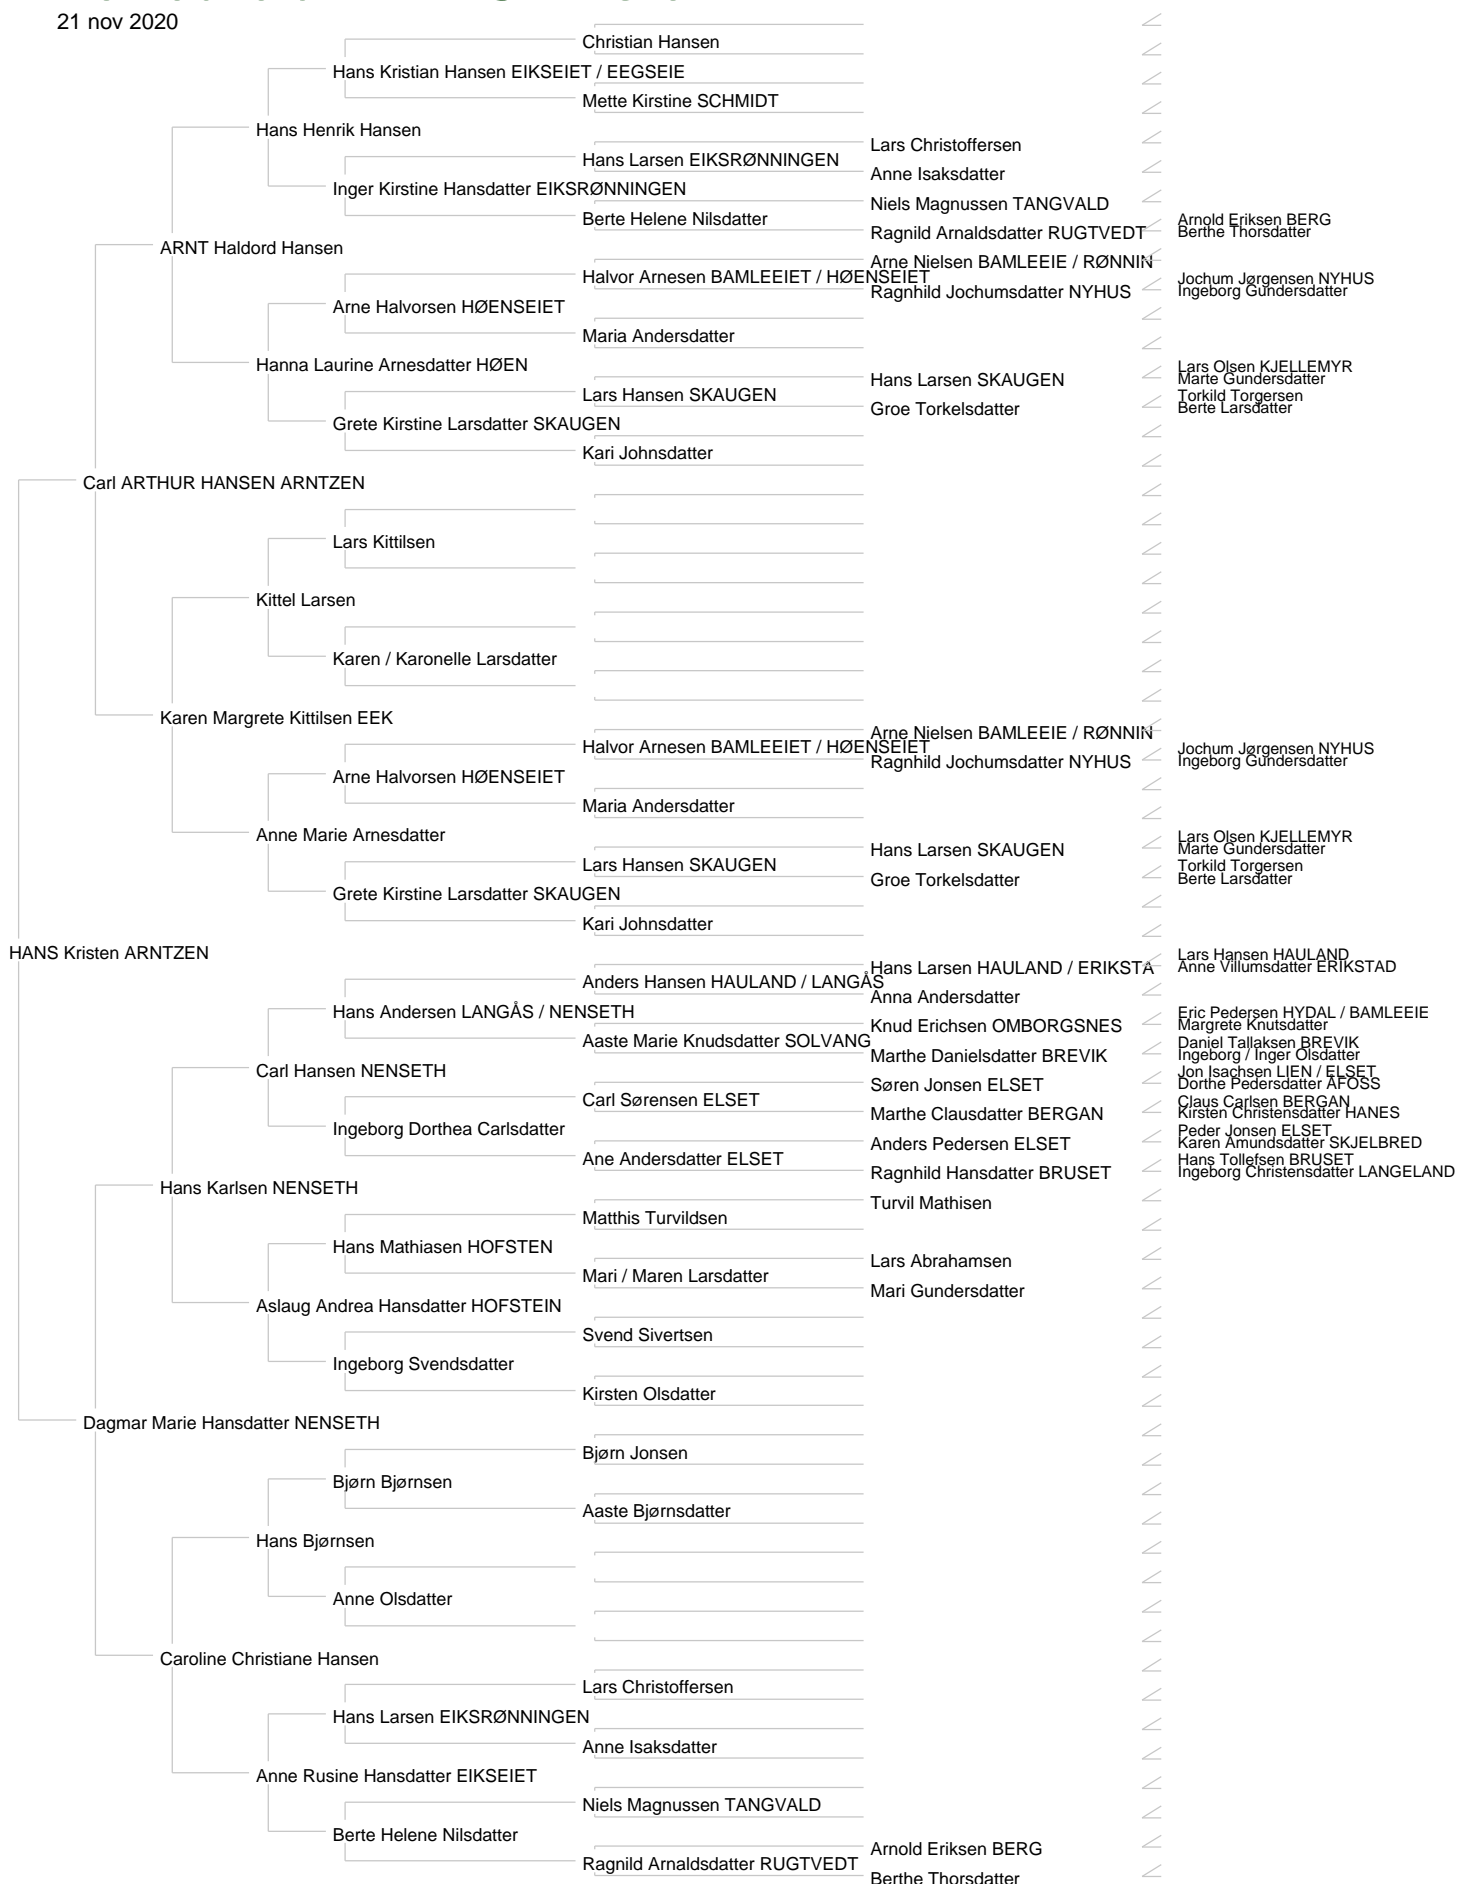 21 nov 2020
Christian Hansen
Hans Kristian Hansen EIKSEIET / EEGSEIE
Mette Kirstine SCHMIDT
Hans Henrik Hansen
Lars Christoffersen
Hans Larsen EIKSRØNNINGEN
Anne Isaksdatter
Inger Kirstine Hansdatter EIKSRØNNINGEN
Niels Magnussen TANGVALD
Berte Helene Nilsdatter
Arnold Eriksen BERG
Ragnild Arnaldsdatter RUGTVEDT
Berthe Thorsdatter
ARNT Haldord Hansen
Arne Nielsen BAMLEEIE / RØNNIN
Halvor Arnesen BAMLEEIET / HØENSEIET
Jochum Jørgensen NYHUS
Ragnhild Jochumsdatter NYHUS
Ingeborg Gundersdatter
Arne Halvorsen HØENSEIET
Maria Andersdatter
Hanna Laurine Arnesdatter HØEN
Lars Olsen KJELLEMYR
Hans Larsen SKAUGEN
Marte Gundersdatter
Lars Hansen SKAUGEN
Torkild Torgersen
Groe Torkelsdatter
Berte Larsdatter
Grete Kirstine Larsdatter SKAUGEN
Kari Johnsdatter
Carl ARTHUR HANSEN ARNTZEN
Lars Kittilsen
Kittel Larsen
Karen / Karonelle Larsdatter
Karen Margrete Kittilsen EEK
Arne Nielsen BAMLEEIE / RØNNIN
Halvor Arnesen BAMLEEIET / HØENSEIET
Jochum Jørgensen NYHUS
Ragnhild Jochumsdatter NYHUS
Ingeborg Gundersdatter
Arne Halvorsen HØENSEIET
Maria Andersdatter
Anne Marie Arnesdatter
Lars Olsen KJELLEMYR
Hans Larsen SKAUGEN
Marte Gundersdatter
Lars Hansen SKAUGEN
Torkild Torgersen
Groe Torkelsdatter
Berte Larsdatter
Grete Kirstine Larsdatter SKAUGEN
Kari Johnsdatter
HANS Kristen ARNTZEN
Lars Hansen HAULAND
Hans Larsen HAULAND / ERIKSTA
Anne Villumsdatter ERIKSTAD
Anders Hansen HAULAND / LANGÅS
Anna Andersdatter
Hans Andersen LANGÅS / NENSETH
Eric Pedersen HYDAL / BAMLEEIE
Knud Erichsen OMBORGSNES
Margrete Knutsdatter
Aaste Marie Knudsdatter SOLVANG
Daniel Tallaksen BREVIK
Marthe Danielsdatter BREVIK
Ingeborg / Inger Olsdatter
Carl Hansen NENSETH
Jon Isachsen LIEN / ELSET
Søren Jonsen ELSET
Dorthe Pedersdatter ÅFOSS
Carl Sørensen ELSET
Claus Carlsen BERGAN
Marthe Clausdatter BERGAN
Kirsten Christensdatter HANES
Ingeborg Dorthea Carlsdatter
Peder Jonsen ELSET
Anders Pedersen ELSET
Karen Amundsdatter SKJELBRED
Ane Andersdatter ELSET
Hans Tollefsen BRUSET
Ragnhild Hansdatter BRUSET
Ingeborg Christensdatter LANGELAND
Hans Karlsen NENSETH
Turvil Mathisen
Matthis Turvildsen
Hans Mathiasen HOFSTEN
Lars Abrahamsen
Mari / Maren Larsdatter
Mari Gundersdatter
Aslaug Andrea Hansdatter HOFSTEIN
Svend Sivertsen
Ingeborg Svendsdatter
Kirsten Olsdatter
Dagmar Marie Hansdatter NENSETH
Bjørn Jonsen
Bjørn Bjørnsen
Aaste Bjørnsdatter
Hans Bjørnsen
Anne Olsdatter
Caroline Christiane Hansen
Lars Christoffersen
Hans Larsen EIKSRØNNINGEN
Anne Isaksdatter
Anne Rusine Hansdatter EIKSEIET
Niels Magnussen TANGVALD
Berte Helene Nilsdatter
Arnold Eriksen BERG
Ragnild Arnaldsdatter RUGTVEDT
Berthe Thorsdatter